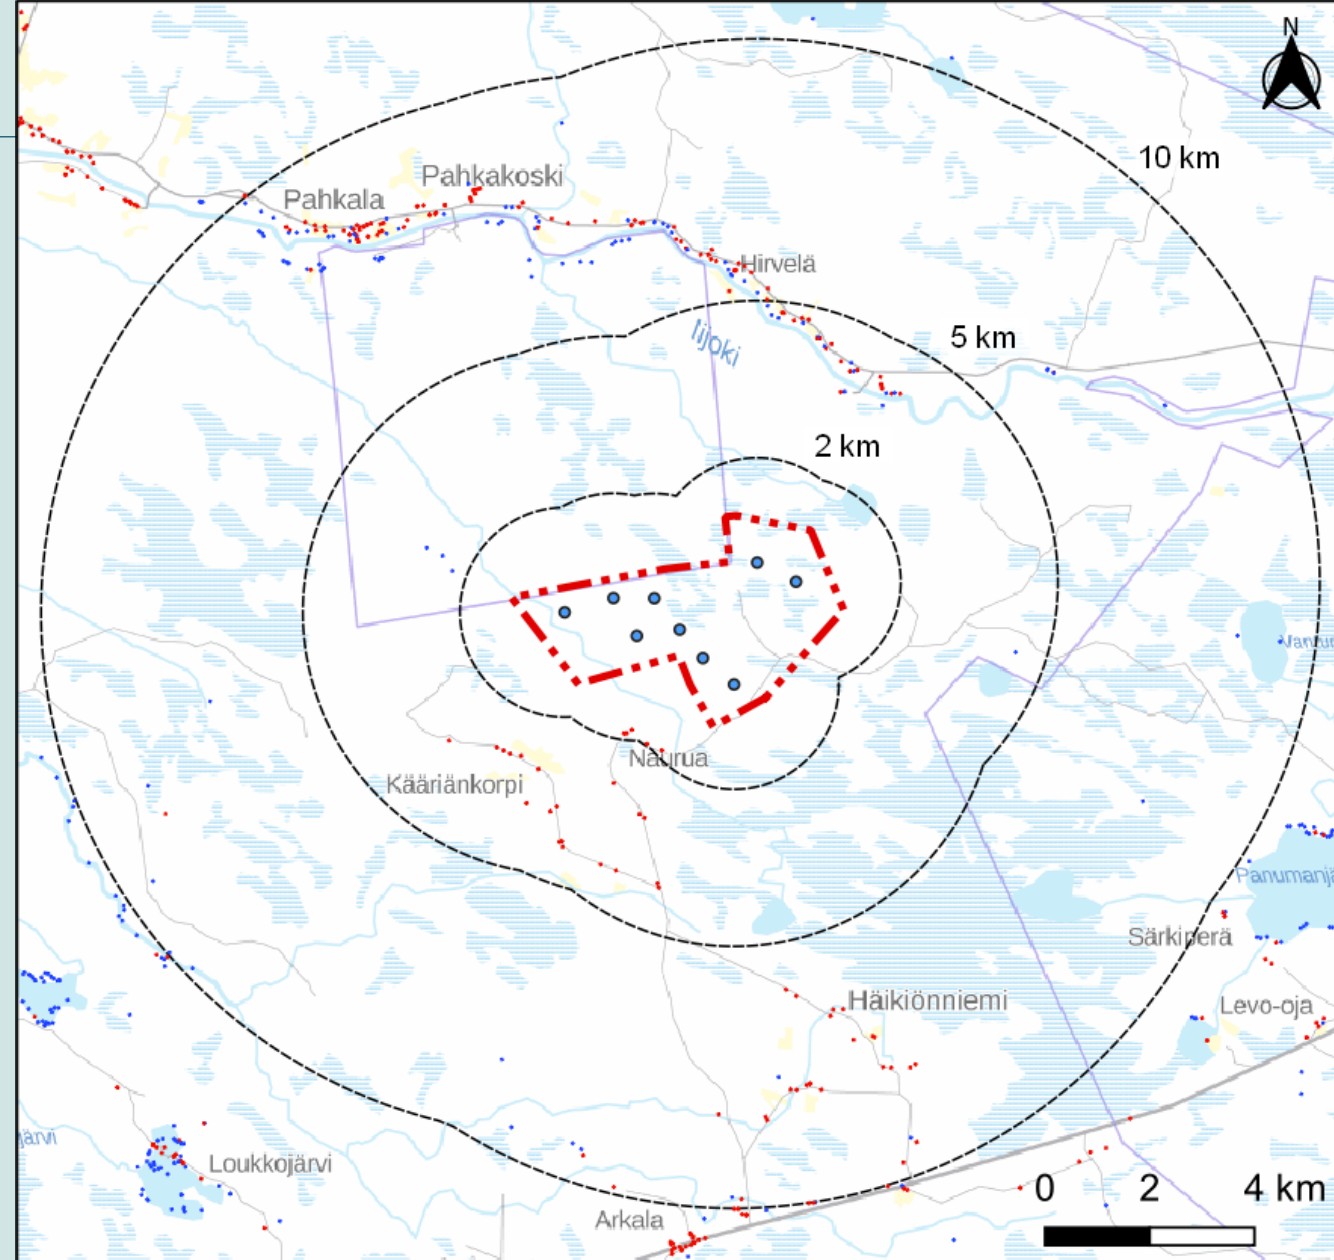 N
10 km
Pahkakoski
Pahkala
Hirvelä
Iijoki
5 km
2 km
Naurua
Kääriänkorpi
Särkiperä
Häikiönniemi
Levo-oja
järvi
Loukkojärvi
Arkala
0 2 4 km